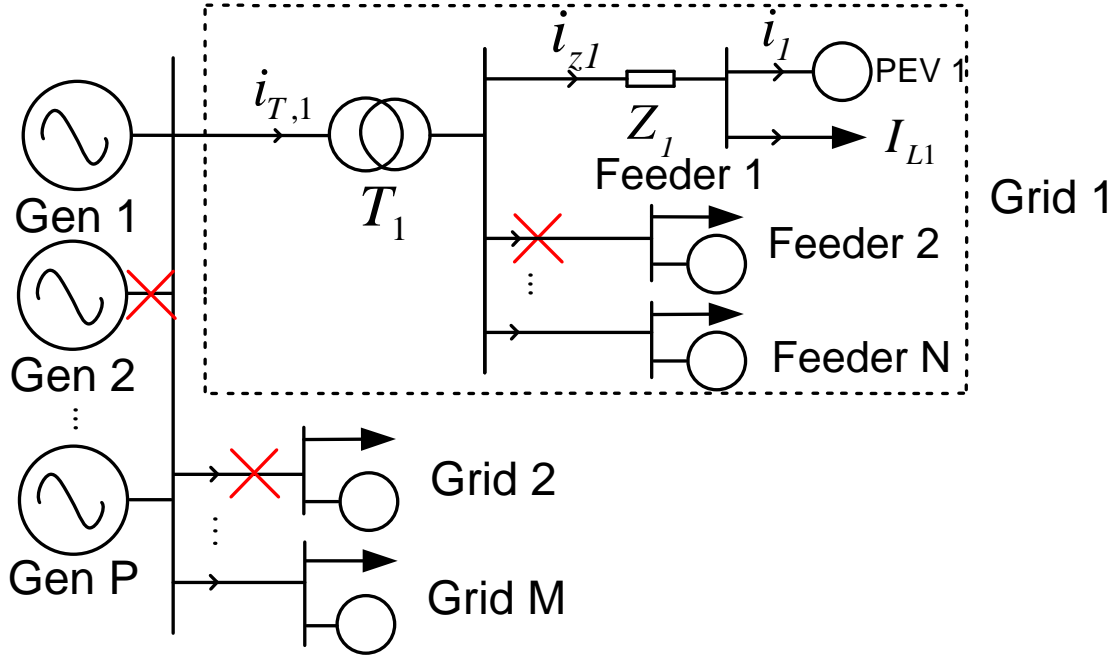 Gen 1
Gen 2
...
Gen P
i_{T,1}
T_1
i_{z1}
Z_1
Feeder 1
i_1
PEV 1
I_{L1}
Feeder 2
...
Feeder N
Grid 1
Grid 2
...
Grid M